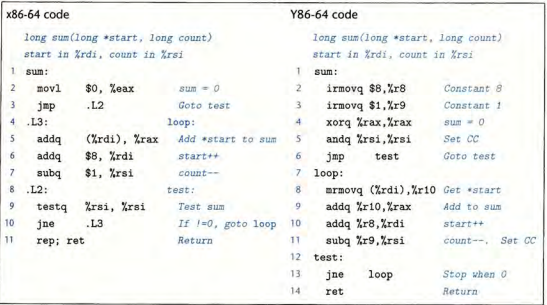 x86-64 code
long sum(long *start, long count)
start in %rdi, count in %rsi
1 sum:
2 movl $0, %eax sum = 0
3 jmp .L2 Goto test
4 .L3: loop:
5 addq (%rdi), %rax Add *start to sum
6 addq $8, %rdi start++
7 subq $1, %rsi count--
8 .L2: test:
9 testq %rsi, %rsi Test sum
10 jne .L3 If !=0, goto loop
11 rep; ret Return
Y86-64 code
long sum(long *start, long count)
start in %rdi, count in %rsi
1 sum:
2 irmovq $8,%r8 Constant 8
3 irmovq $1,%r9 Constant 1
4 xorq %rax,%rax sum = 0
5 andq %rsi,%rsi Set CC
6 jmp test Goto test
7 loop:
8 mrmovq (%rdi),%r10 Get *start
9 addq %r10,%rax Add to sum
10 addq %r8,%rdi start++
11 subq %r9,%rsi count--. Set CC
12 test:
13 jne loop Stop when 0
14 ret Return